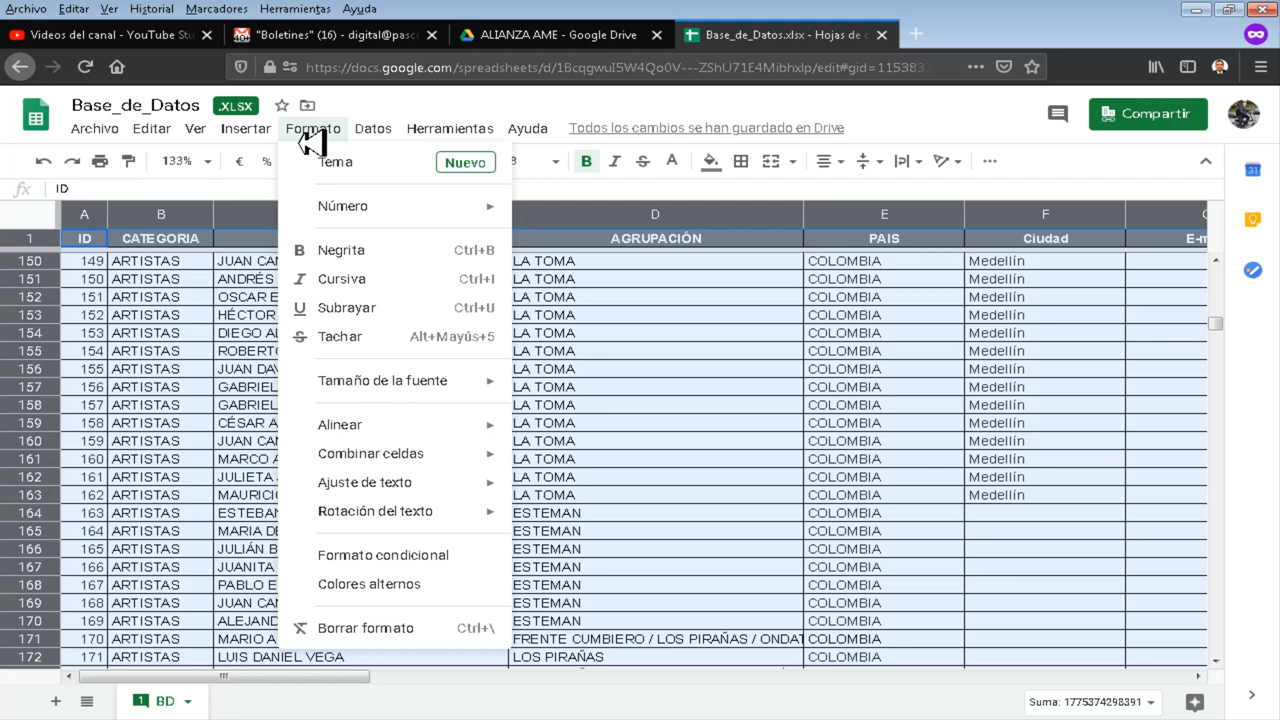 Archivo Editar Ver Historial Marcadores Herramientas Ayuda
Videos del canal - YouTube Stu
40+ "Boletines" (16) - digital@pasc
ALIANZA AME - Google Drive
Base_de_Datos.xlsx - Hojas de c
https://docs.google.com/spreadsheets/d/1BcqgwuI5W4Qo0V---ZShU71E4Mibhxlp/edit#gid=115383
Base_de_Datos .XLSX
Archivo Editar Ver Insertar Formato Datos Herramientas Ayuda Todos los cambios se han guardado en Drive
Compartir
133% € % 8 B I S A
fx ID
A B D E F
1 ID CATEGORIA AGRUPACIÓN PAIS Ciudad E-m
150 149 ARTISTAS JUAN CAN LA TOMA COLOMBIA Medellín
151 150 ARTISTAS ANDRÉS LA TOMA COLOMBIA Medellín
152 151 ARTISTAS OSCAR E LA TOMA COLOMBIA Medellín
153 152 ARTISTAS HÉCTOR LA TOMA COLOMBIA Medellín
154 153 ARTISTAS DIEGO AL LA TOMA COLOMBIA Medellín
155 154 ARTISTAS ROBERTO LA TOMA COLOMBIA Medellín
156 155 ARTISTAS JUAN DAV LA TOMA COLOMBIA Medellín
157 156 ARTISTAS GABRIEL LA TOMA COLOMBIA Medellín
158 157 ARTISTAS GABRIEL LA TOMA COLOMBIA Medellín
159 158 ARTISTAS CÉSAR A LA TOMA COLOMBIA Medellín
160 159 ARTISTAS JUAN CAN LA TOMA COLOMBIA Medellín
161 160 ARTISTAS MARCO A LA TOMA COLOMBIA Medellín
162 161 ARTISTAS JULIETA LA TOMA COLOMBIA Medellín
163 162 ARTISTAS MAURICIO LA TOMA COLOMBIA Medellín
164 163 ARTISTAS ESTEBAN ESTEMAN COLOMBIA
165 164 ARTISTAS MARIA DE ESTEMAN COLOMBIA
166 165 ARTISTAS JULIÁN B ESTEMAN COLOMBIA
167 166 ARTISTAS JUANITA ESTEMAN COLOMBIA
168 167 ARTISTAS PABLO E ESTEMAN COLOMBIA
169 168 ARTISTAS JUAN CAN ESTEMAN COLOMBIA
170 169 ARTISTAS ALEJAND ESTEMAN COLOMBIA
171 170 ARTISTAS MARIO A FRENTE CUMBIERO / LOS PIRAÑAS / ONDAT COLOMBIA
172 171 ARTISTAS LUIS DANIEL VEGA LOS PIRAÑAS COLOMBIA
Tema Nuevo
Número
B Negrita Ctrl+B
I Cursiva Ctrl+I
U Subrayar Ctrl+U
S Tachar Alt+Mayús+5
Tamaño de la fuente
Alinear
Combinar celdas
Ajuste de texto
Rotación del texto
Formato condicional
Colores alternos
Borrar formato Ctrl+\
31
1 BD
Suma: 1775374298391